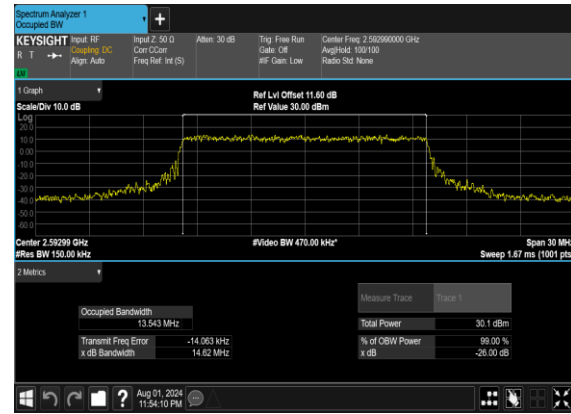 Spectrum Analyzer 1
Occupied BW
+
KEYSIGHT Input: RF Input Z: 50 Ω Atten: 30 dB Trig: Free Run Center Freq: 2.592990000 GHz
R T Coupling: DC Corr CCorr Gate: Off Avg|Hold: 100/100
Align: Auto Freq Ref: Int (S) #IF Gain: Low Radio Std: None
LXI
1 Graph
Ref Lvl Offset 11.60 dB
Scale/Div 10.0 dB Ref Value 30.00 dBm
Log
20.0
10.0
0.00
-10.0
-20.0
-30.0
-40.0
-50.0
-60.0
Center 2.59299 GHz #Video BW 470.00 kHz* Span 30 MHz
#Res BW 150.00 kHz Sweep 1.67 ms (1001 pts
2 Metrics
Measure Trace Trace 1
Occupied Bandwidth
13.543 MHz Total Power 30.1 dBm
Transmit Freq Error -14.063 kHz % of OBW Power 99.00 %
x dB Bandwidth 14.62 MHz x dB -26.00 dB
? Aug 01, 2024
11:54:10 PM